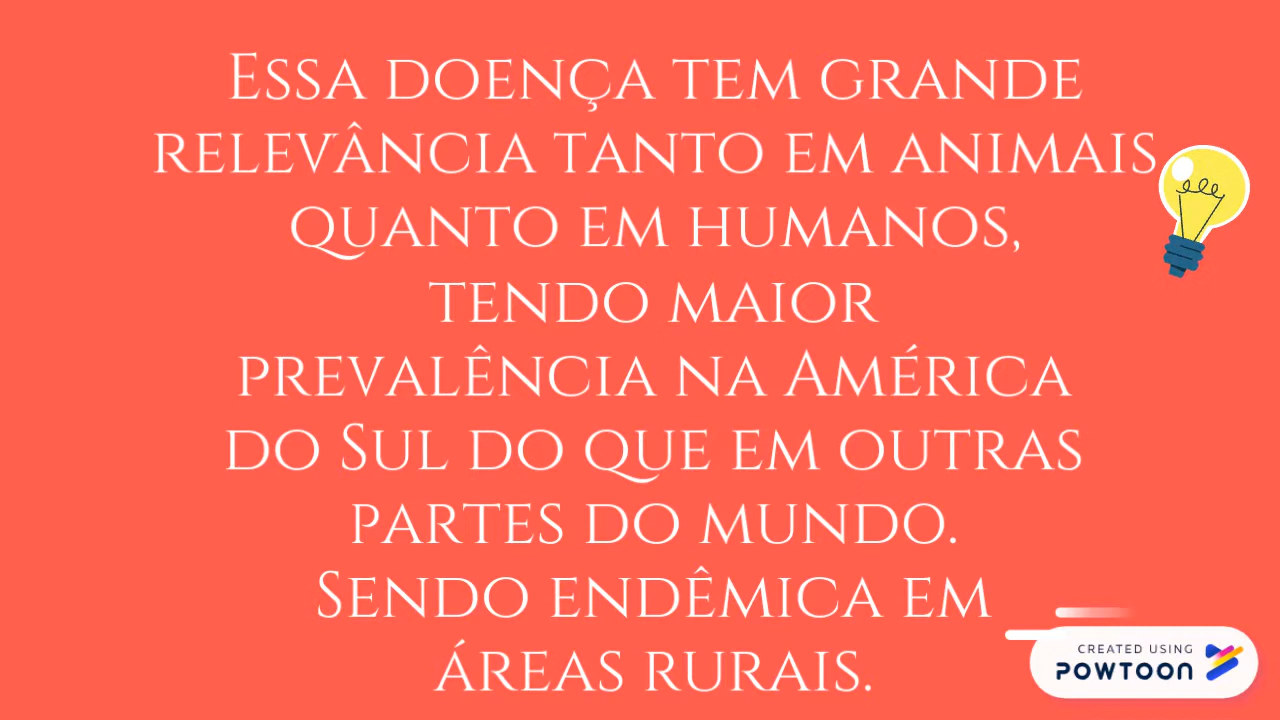 Essa doença tem grande
relevância tanto em animais
quanto em humanos,
tendo maior
prevalência na América
do Sul do que em outras
partes do mundo.
Sendo endêmica em
áreas rurais.
CREATED USING
POWTOON